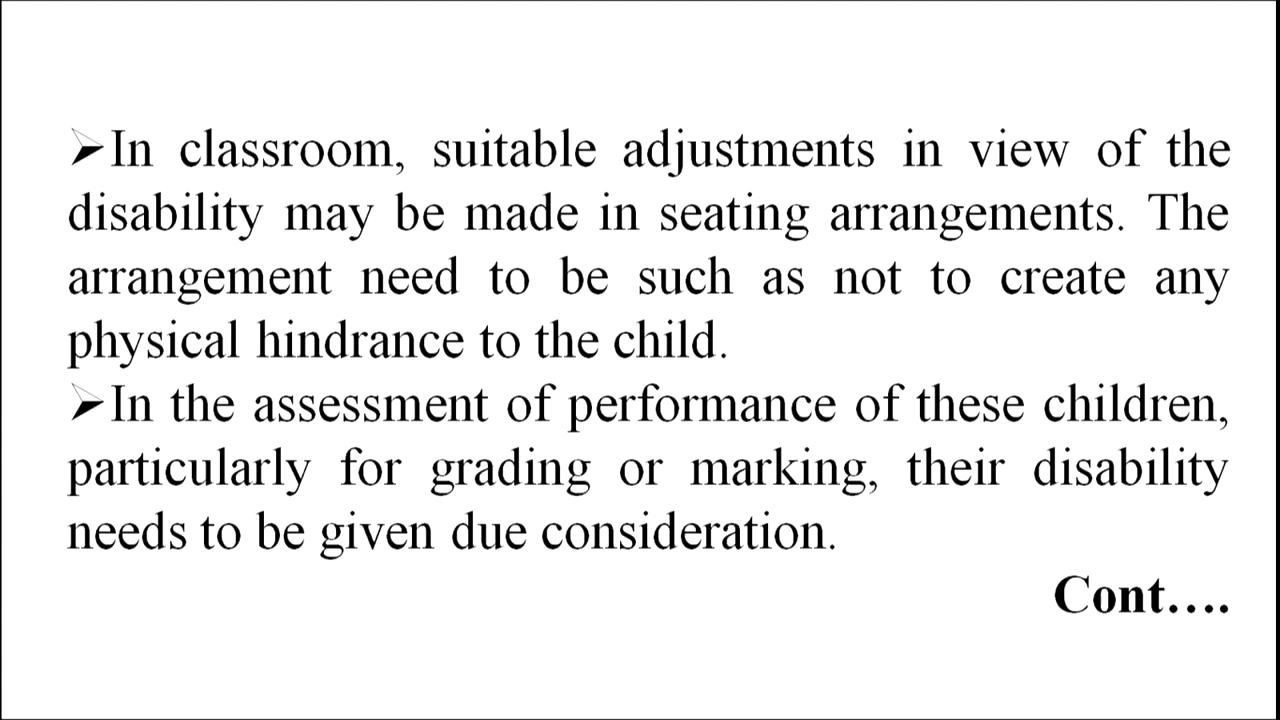 ➢In classroom, suitable adjustments in view of the
disability may be made in seating arrangements. The
arrangement need to be such as not to create any
physical hindrance to the child.
➢In the assessment of performance of these children,
particularly for grading or marking, their disability
needs to be given due consideration.
Cont....